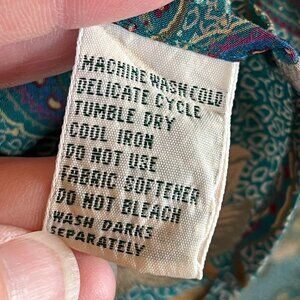 MACHINE WASH COLD
DELICATE CYCLE
TUMBLE DRY
COOL IRON
DO NOT USE
FABRIC SOFTENER
DO NOT BLEACH
WASH DARKS
SEPARATELY